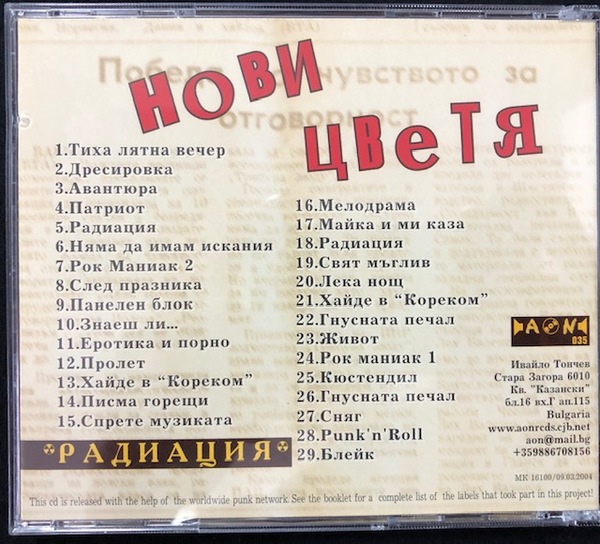 Победа на чувството за
отговорност
НОВИ
ЦВЕТЯ
1.Тиха лятна вечер
2.Дресировка
3.Авантюра
4.Патриот
5.Радиация
6.Няма да имам искания
7.Рок Маниак 2
8.След празника
9.Панелен блок
10.Знаеш ли...
11.Еротика и порно
12.Пролет
13.Хайде в “Кореком”
14.Писма горещи
15.Спрете музиката
РАДИАЦИЯ
16.Мелодрама
17.Майка и ми каза
18.Радиация
19.Свят мъглив
20.Лека нощ
21.Хайде в “Кореком”
22.Гнусната печал
23.Живот
24.Рок маниак 1
25.Кюстендил
26.Гнусната печал
27.Сняг
28.Punk'n'Roll
29.Блейк
AON
035
Ивайло Тончев
Стара Загора 6010
Кв. "Казански"
бл.16 вх.Г ап.115
Bulgaria
www.aonrcds.cjb.net
aon@mail.bg
+359886708156
МК 16100/09.03.2004
This cd is released with the help of the worldwide punk network. See the booklet for a complete list of the labels that took part in this project!